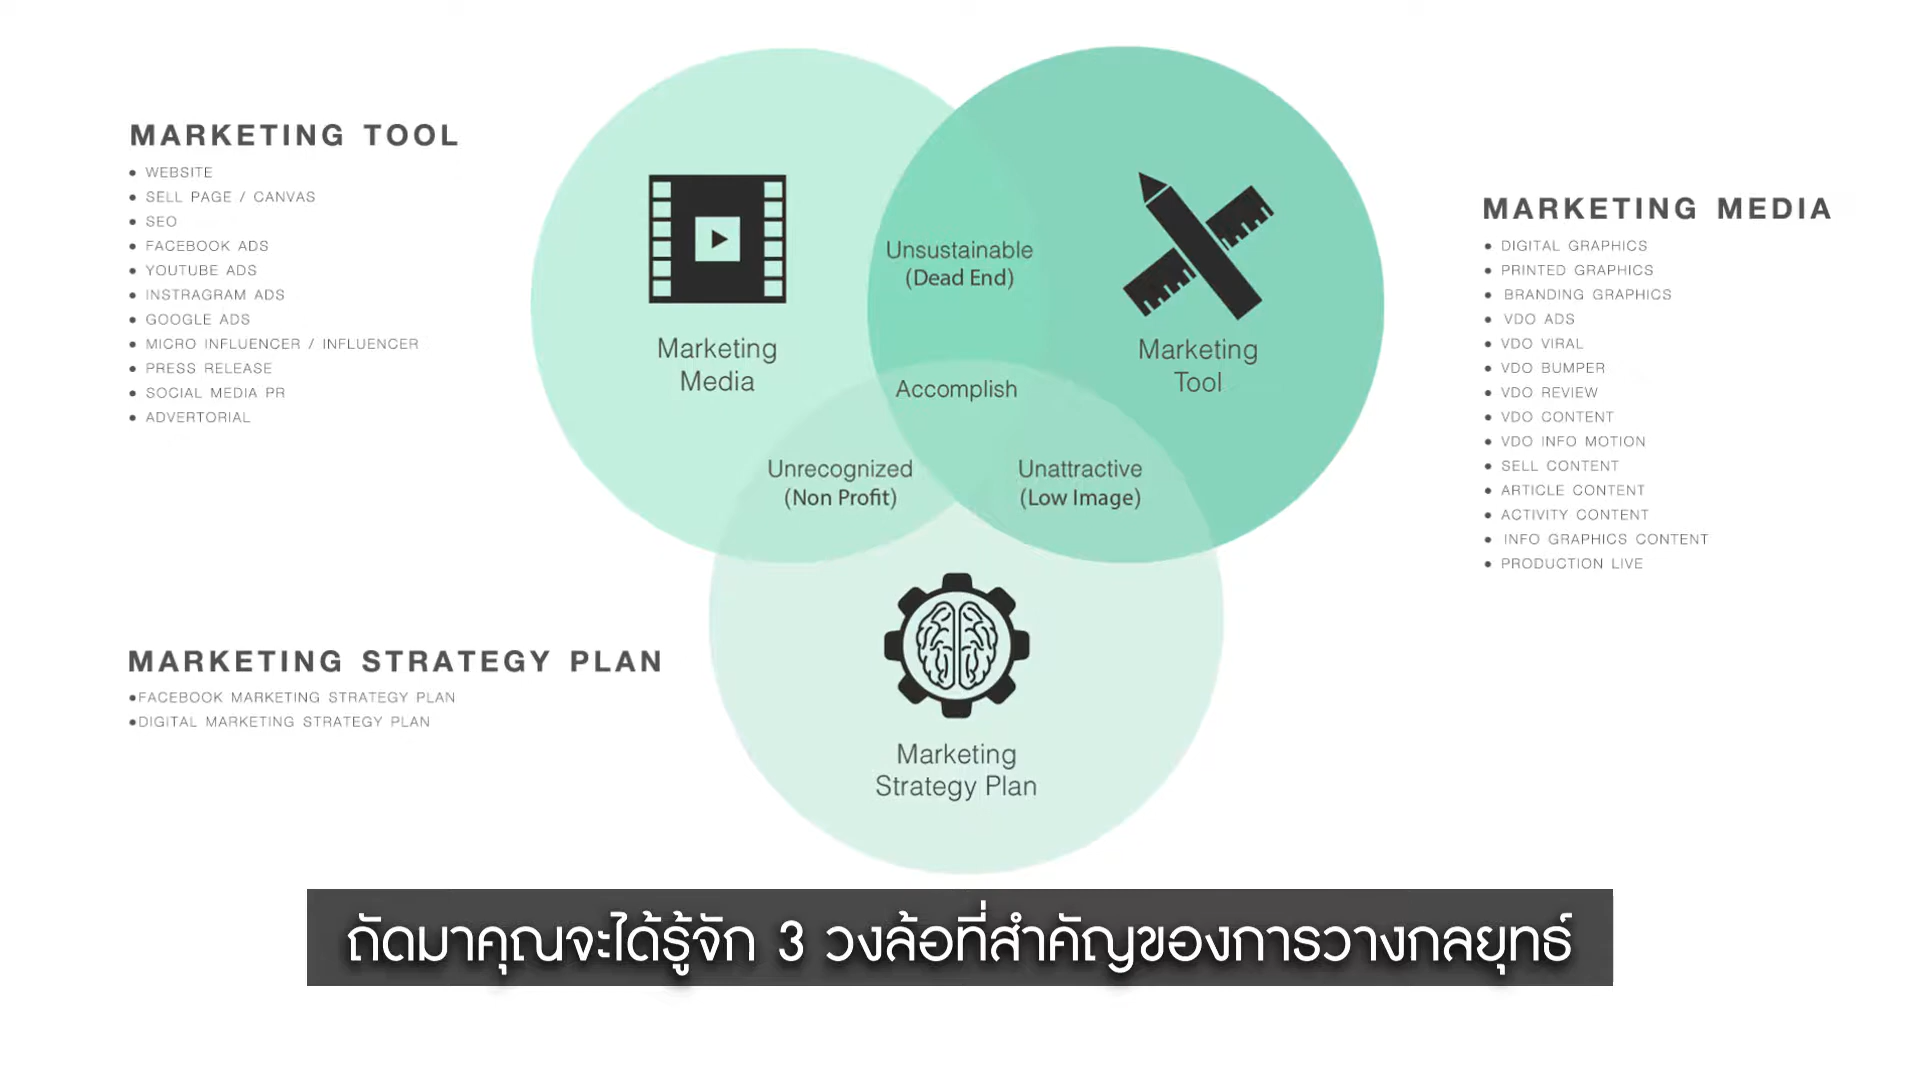 MARKETING TOOL
• WEBSITE
• SELL PAGE / CANVAS
• SEO
• FACEBOOK ADS
• YOUTUBE ADS
• INSTRAGRAM ADS
• GOOGLE ADS
• MICRO INFLUENCER / INFLUENCER
• PRESS RELEASE
• SOCIAL MEDIA PR
• ADVERTORIAL
MARKETING STRATEGY PLAN
•FACEBOOK MARKETING STRATEGY PLAN
•DIGITAL MARKETING STRATEGY PLAN
Marketing
Media
Unsustainable
(Dead End)
Marketing
Tool
Accomplish
Unrecognized
(Non Profit)
Unattractive
(Low Image)
Marketing
Strategy Plan
MARKETING MEDIA
• DIGITAL GRAPHICS
• PRINTED GRAPHICS
• BRANDING GRAPHICS
• VDO ADS
• VDO VIRAL
• VDO BUMPER
• VDO REVIEW
• VDO CONTENT
• VDO INFO MOTION
• SELL CONTENT
• ARTICLE CONTENT
• ACTIVITY CONTENT
• INFO GRAPHICS CONTENT
• PRODUCTION LIVE
ถัดมาคุณจะได้รู้จัก 3 วงล้อที่สำคัญของการวางกลยุทธ์